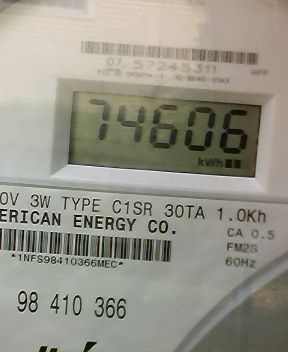 07 57245311
74606
kWh
0V 3W TYPE C1SR 30TA 1.0Kh
ERICAN ENERGY CO.
CA 0.5
FM2S
*1NFS98410366MEC*
60Hz
98 410 366